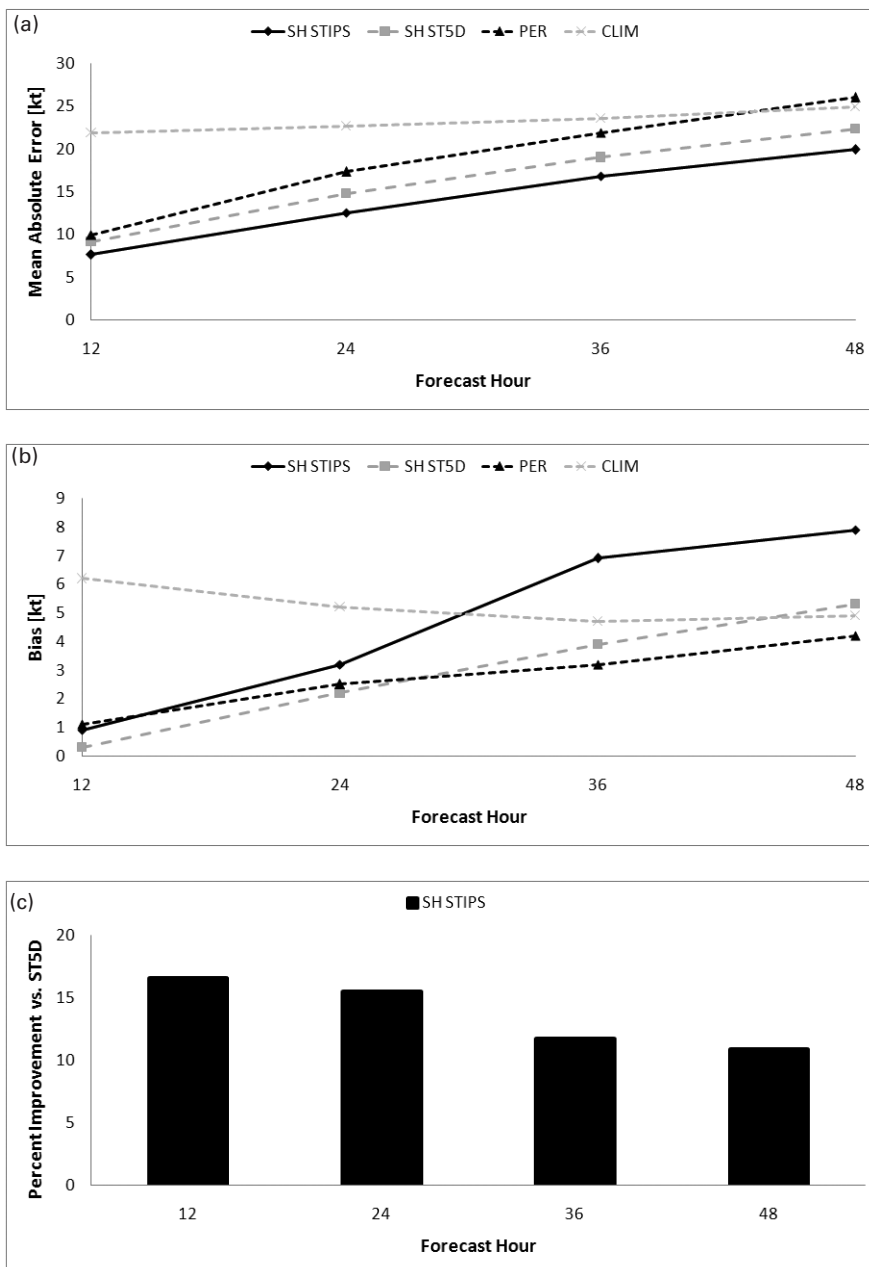 (a)
SH STIPS SH ST5D PER CLIM
30
25
20
15
10
5
0
Mean Absolute Error [kt]
12 24 36 48
Forecast Hour
(b)
SH STIPS SH ST5D PER CLIM
9
8
7
6
5
4
3
2
1
0
Bias [kt]
12 24 36 48
Forecast Hour
(c)
SH STIPS
20
15
10
5
0
Percent Improvement vs. ST5D
12 24 36 48
Forecast Hour